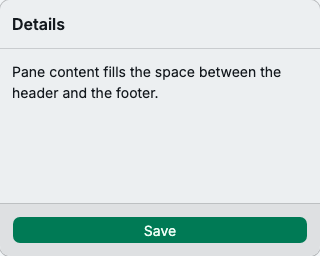 Details
Pane content fills the space between the
header and the footer.
Save